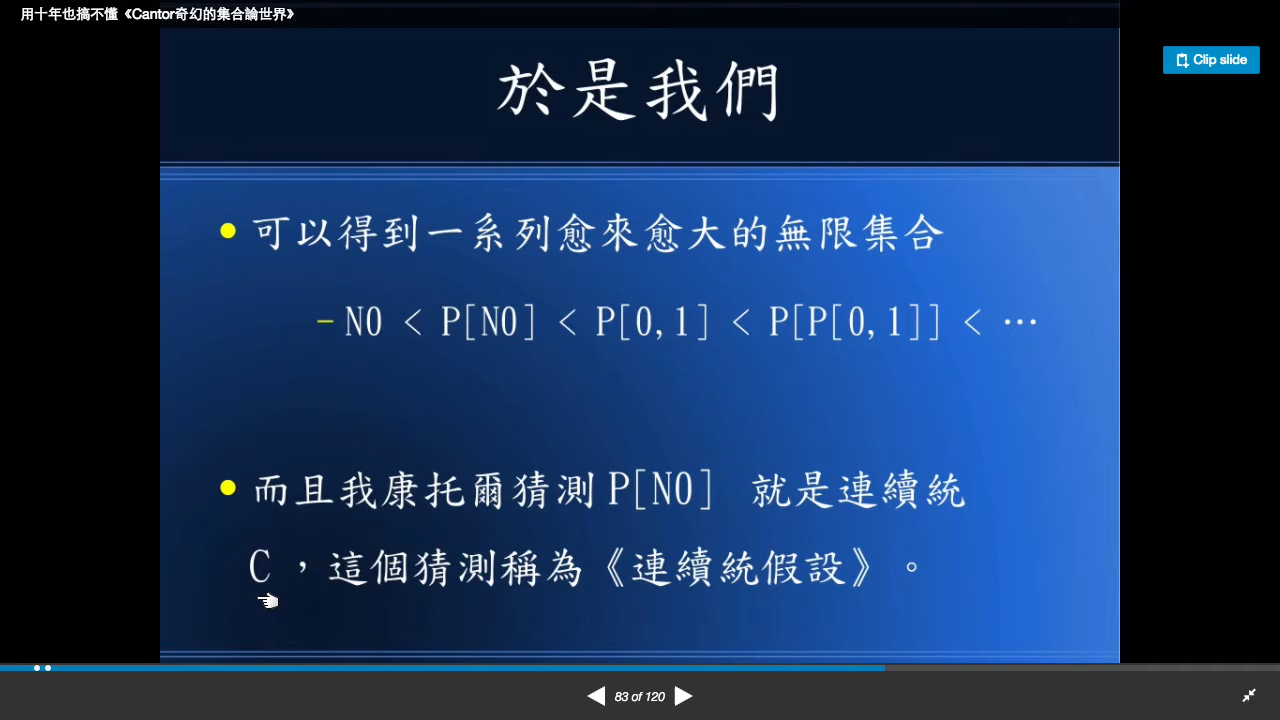 用十年也搞不懂《Cantor奇幻的集合論世界》
Clip slide
於是我們
可以得到一系列愈來愈大的無限集合
–N0 < P[N0] < P[0,1] < P[P[0,1]] < …
而且我康托爾猜測P[N0] 就是連續統
C，這個猜測稱為《連續統假設》。
83 of 120